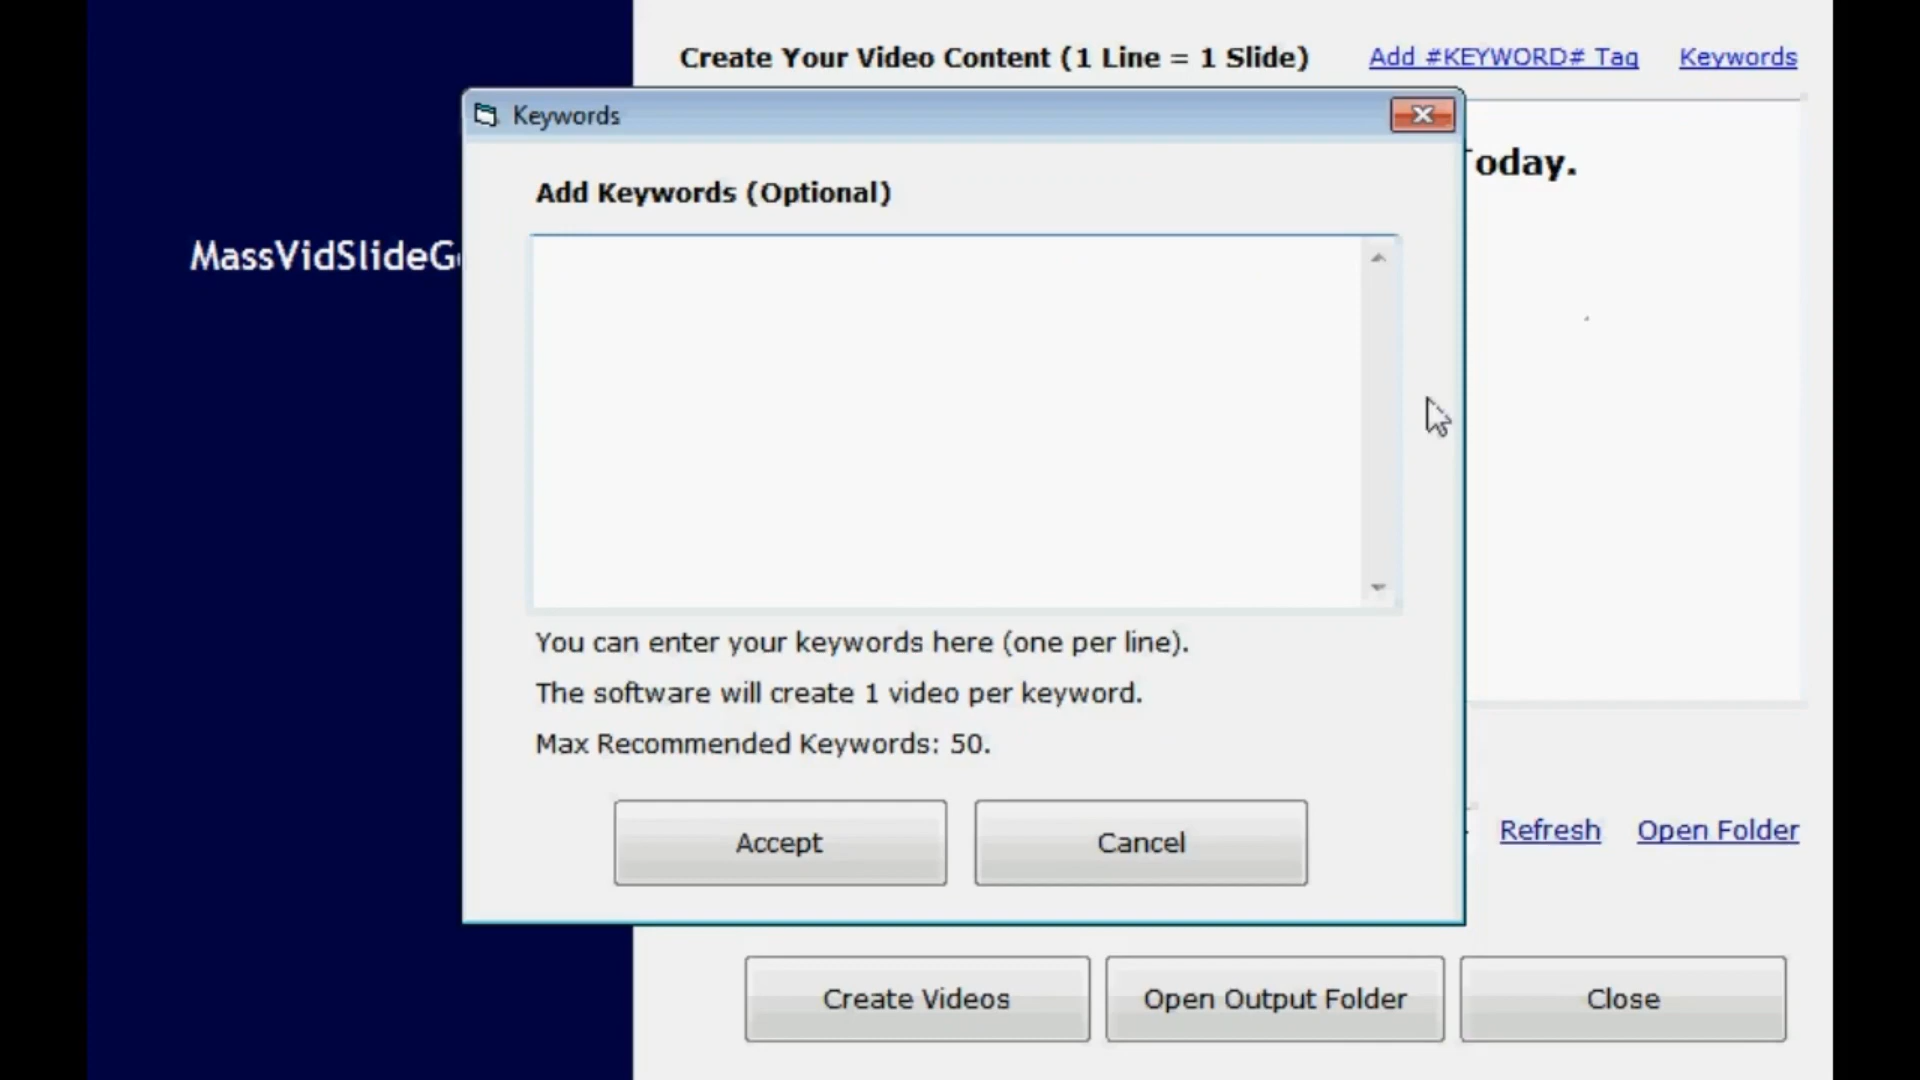 Create Your Video Content (1 Line = 1 Slide) Add #KEYWORD# Tag Keywords
Keywords
Today.
Add Keywords (Optional)
MassVidSlideG
You can enter your keywords here (one per line).
The software will create 1 video per keyword.
Max Recommended Keywords: 50.
Accept Cancel
Refresh Open Folder
Create Videos Open Output Folder Close